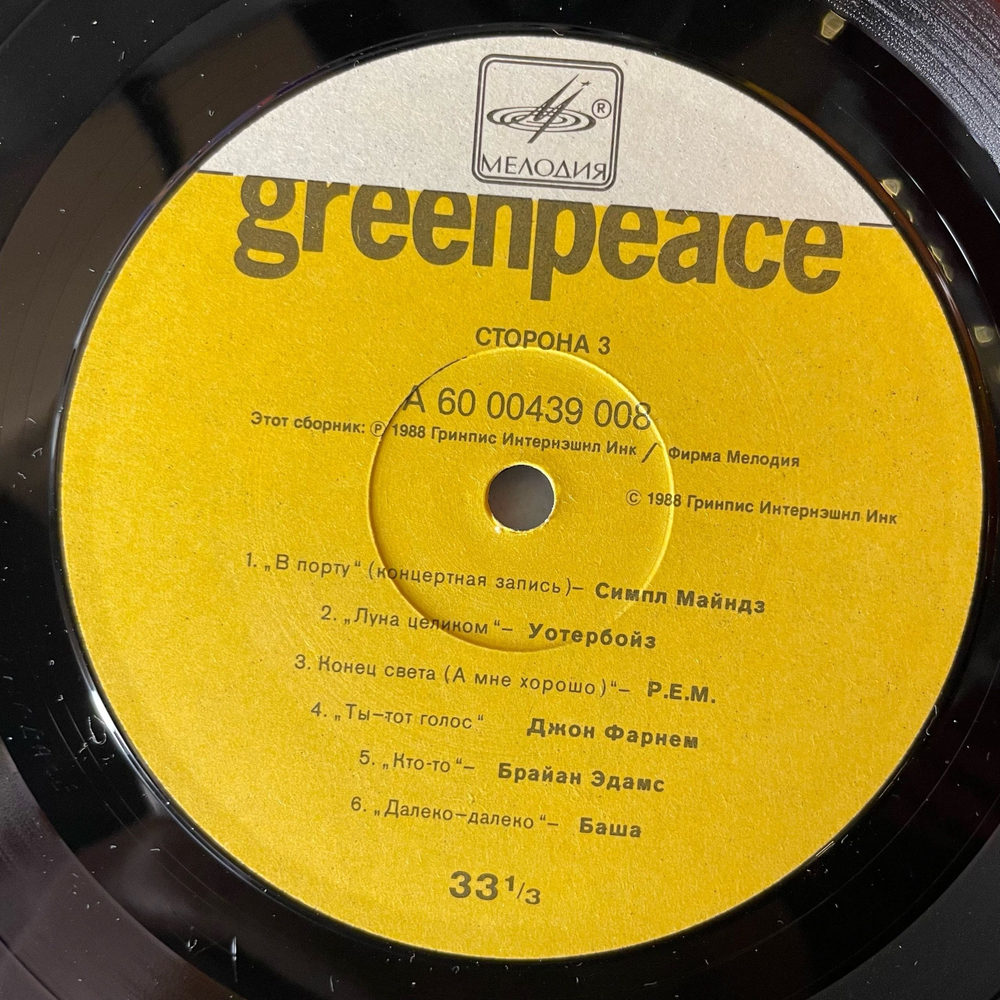 ®
МЕЛОДИЯ
greenpeace
СТОРОНА 3
А 60 00439 008
Этот сборник: Ⓟ 1988 Гринпис Интернэшнл Инк / Фирма Мелодия
© 1988 Гринпис Интернэшнл Инк
1. „В порту“ (концертная запись)– Симпл Майндз
2. „Луна целиком“– Уотербойз
3. Конец света (А мне хорошо)“– Р.Е.М.
4. „Ты–тот голос“ Джон Фарнем
5. „Кто-то“– Брайан Эдамс
6. „Далеко–далеко“– Баша
33 1/3